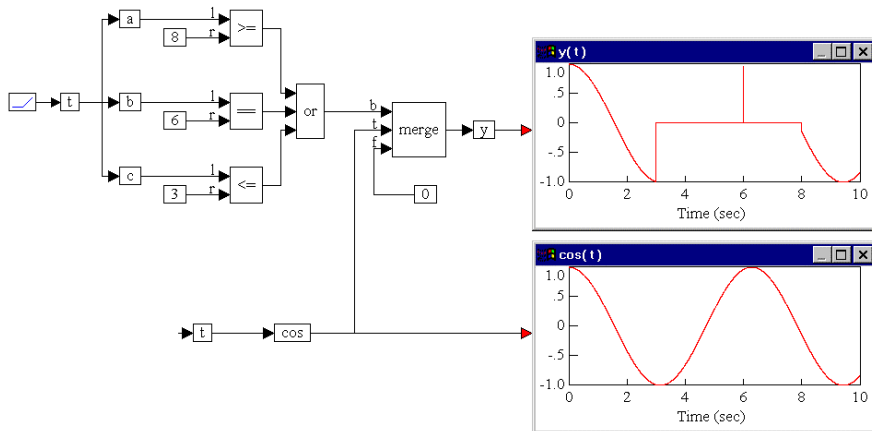 a
l
>=
8
r
t
b
l
==
6
r
or
c
l
<=
3
r
b
t
f
merge
y
0
t
cos
y(t)
1.0
.5
0
-.5
-1.0
0 2 4 6 8 10
Time (sec)
cos(t)
1.0
.5
0
-.5
-1.0
0 2 4 6 8 10
Time (sec)